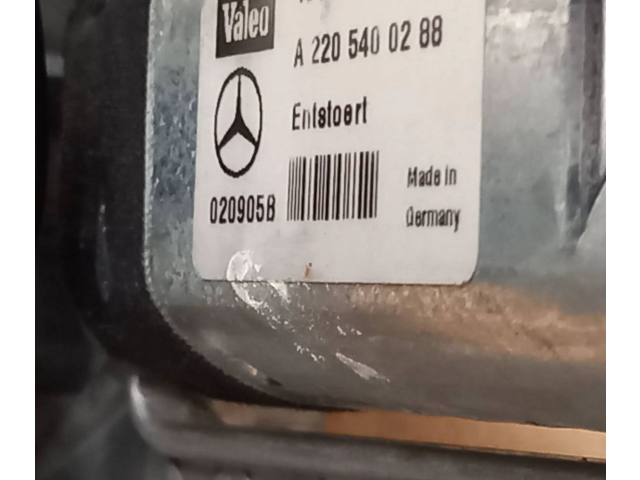 Valeo
A 220 540 02 88
Entstoert
020905B
Made in
Germany